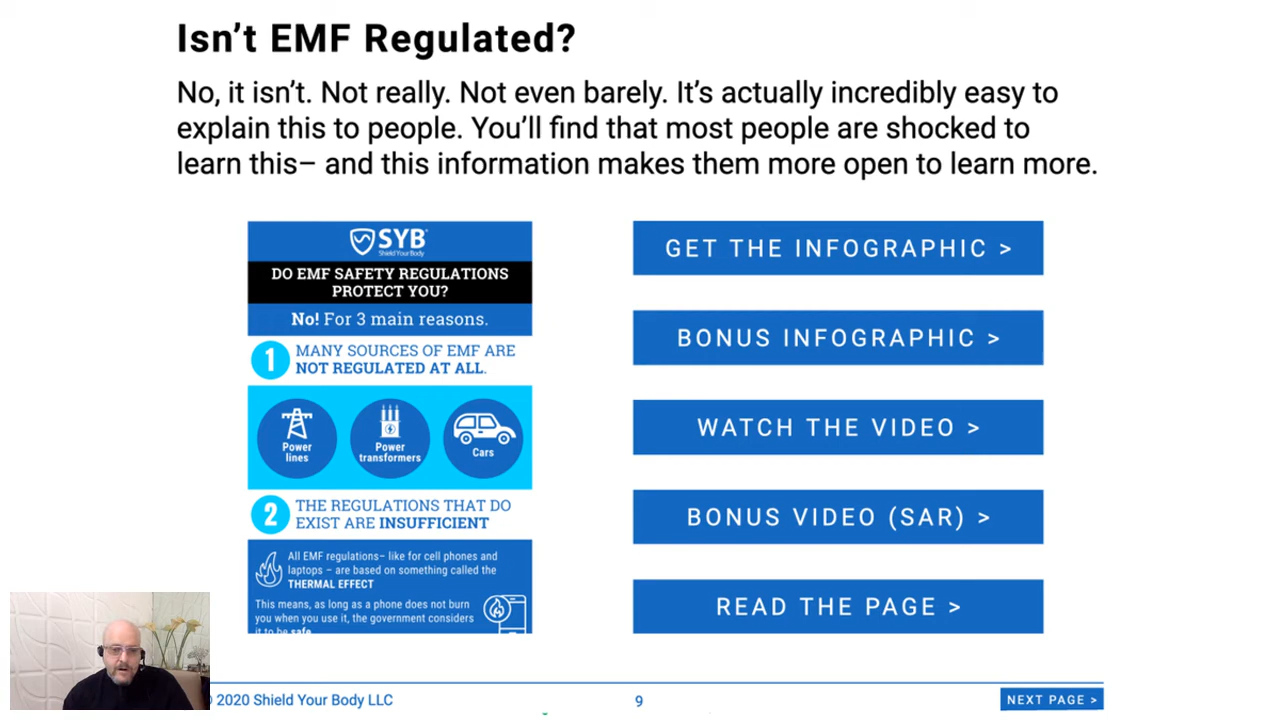 Isn't EMF Regulated?
No, it isn't. Not really. Not even barely. It's actually incredibly easy to
explain this to people. You'll find that most people are shocked to
learn this– and this information makes them more open to learn more.
SYB
Shield Your Body
DO EMF SAFETY REGULATIONS
PROTECT YOU?
No! For 3 main reasons.
1 MANY SOURCES OF EMF ARE
NOT REGULATED AT ALL.
Power
lines
Power
transformers
Cars
2 THE REGULATIONS THAT DO
EXIST ARE INSUFFICIENT
All EMF regulations– like for cell phones and
laptops – are based on something called the
THERMAL EFFECT
This means, as long as a phone does not burn
you when you use it, the government considers
it to be safe
GET THE INFOGRAPHIC >
BONUS INFOGRAPHIC >
WATCH THE VIDEO >
BONUS VIDEO (SAR) >
READ THE PAGE >
2020 Shield Your Body LLC
9
NEXT PAGE >